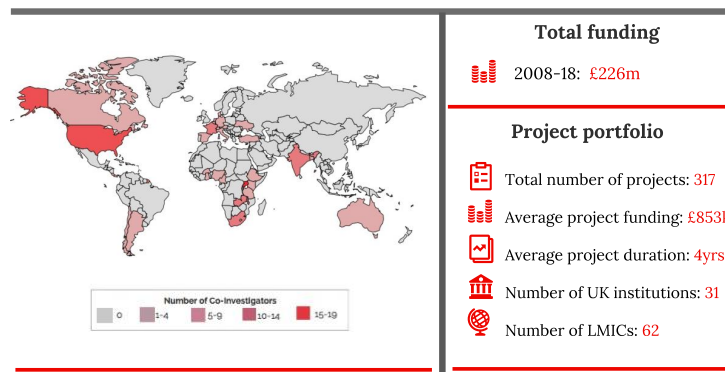 Number of Co-Investigators
0
1-4
5-9
10-14
15-19
Total funding
2008-18: £226m
Project portfolio
Total number of projects: 317
Average project funding: £853
Average project duration: 4yrs
Number of UK institutions: 31
Number of LMICs: 62